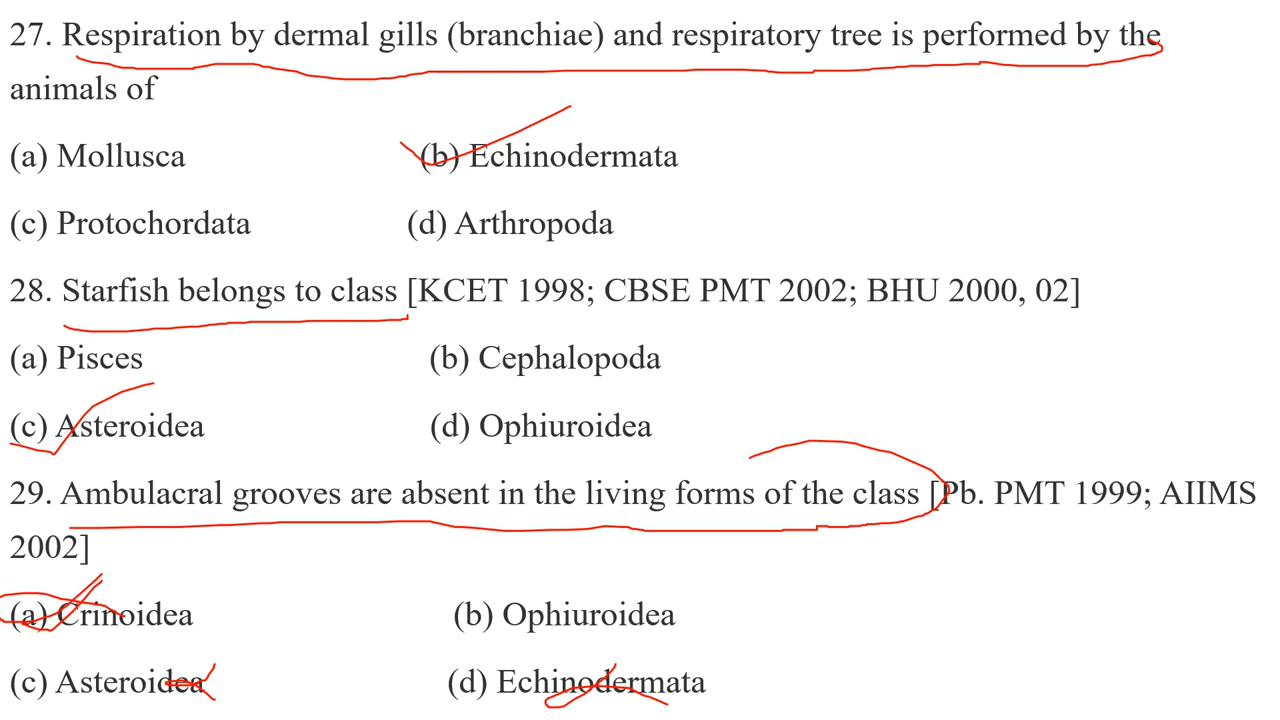 27. Respiration by dermal gills (branchiae) and respiratory tree is performed by the
animals of
(a) Mollusca (b) Echinodermata
(c) Protochordata (d) Arthropoda
28. Starfish belongs to class [KCET 1998; CBSE PMT 2002; BHU 2000, 02]
(a) Pisces (b) Cephalopoda
(c) Asteroidea (d) Ophiuroidea
29. Ambulacral grooves are absent in the living forms of the class [Pb. PMT 1999; AIIMS
2002]
(a) Crinoidea (b) Ophiuroidea
(c) Asteroidea (d) Echinodermata